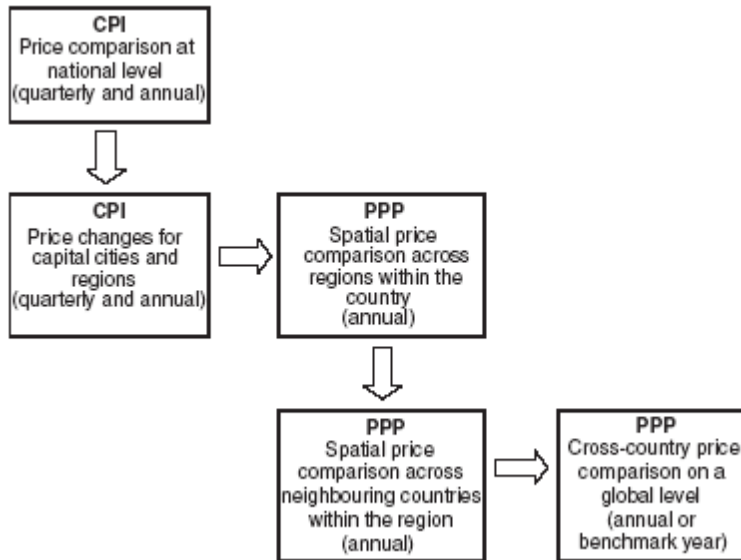 CPI
Price comparison at
national level
(quarterly and annual)
CPI
Price changes for
capital cities and
regions
(quarterly and annual)
PPP
Spatial price
comparison across
regions within the
country
(annual)
PPP
Spatial price
comparison across
neighbouring countries
within the region
(annual)
PPP
Cross-country price
comparison on a
global level
(annual or
benchmark year)